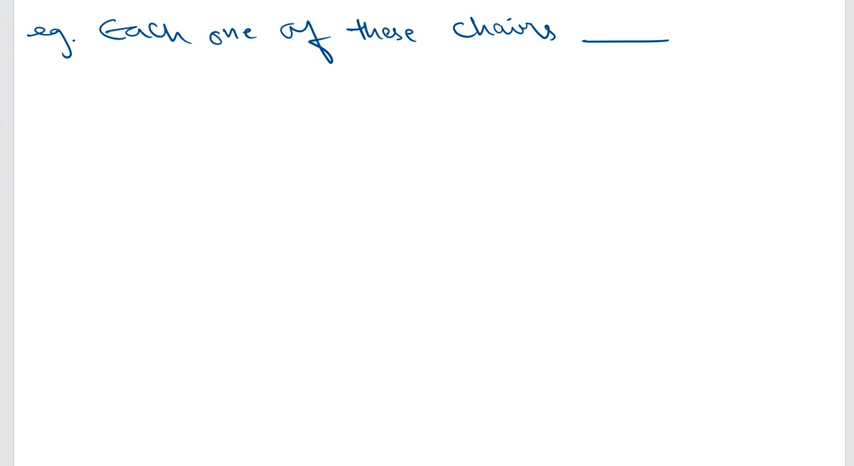 eg. Each one of these chairs ____